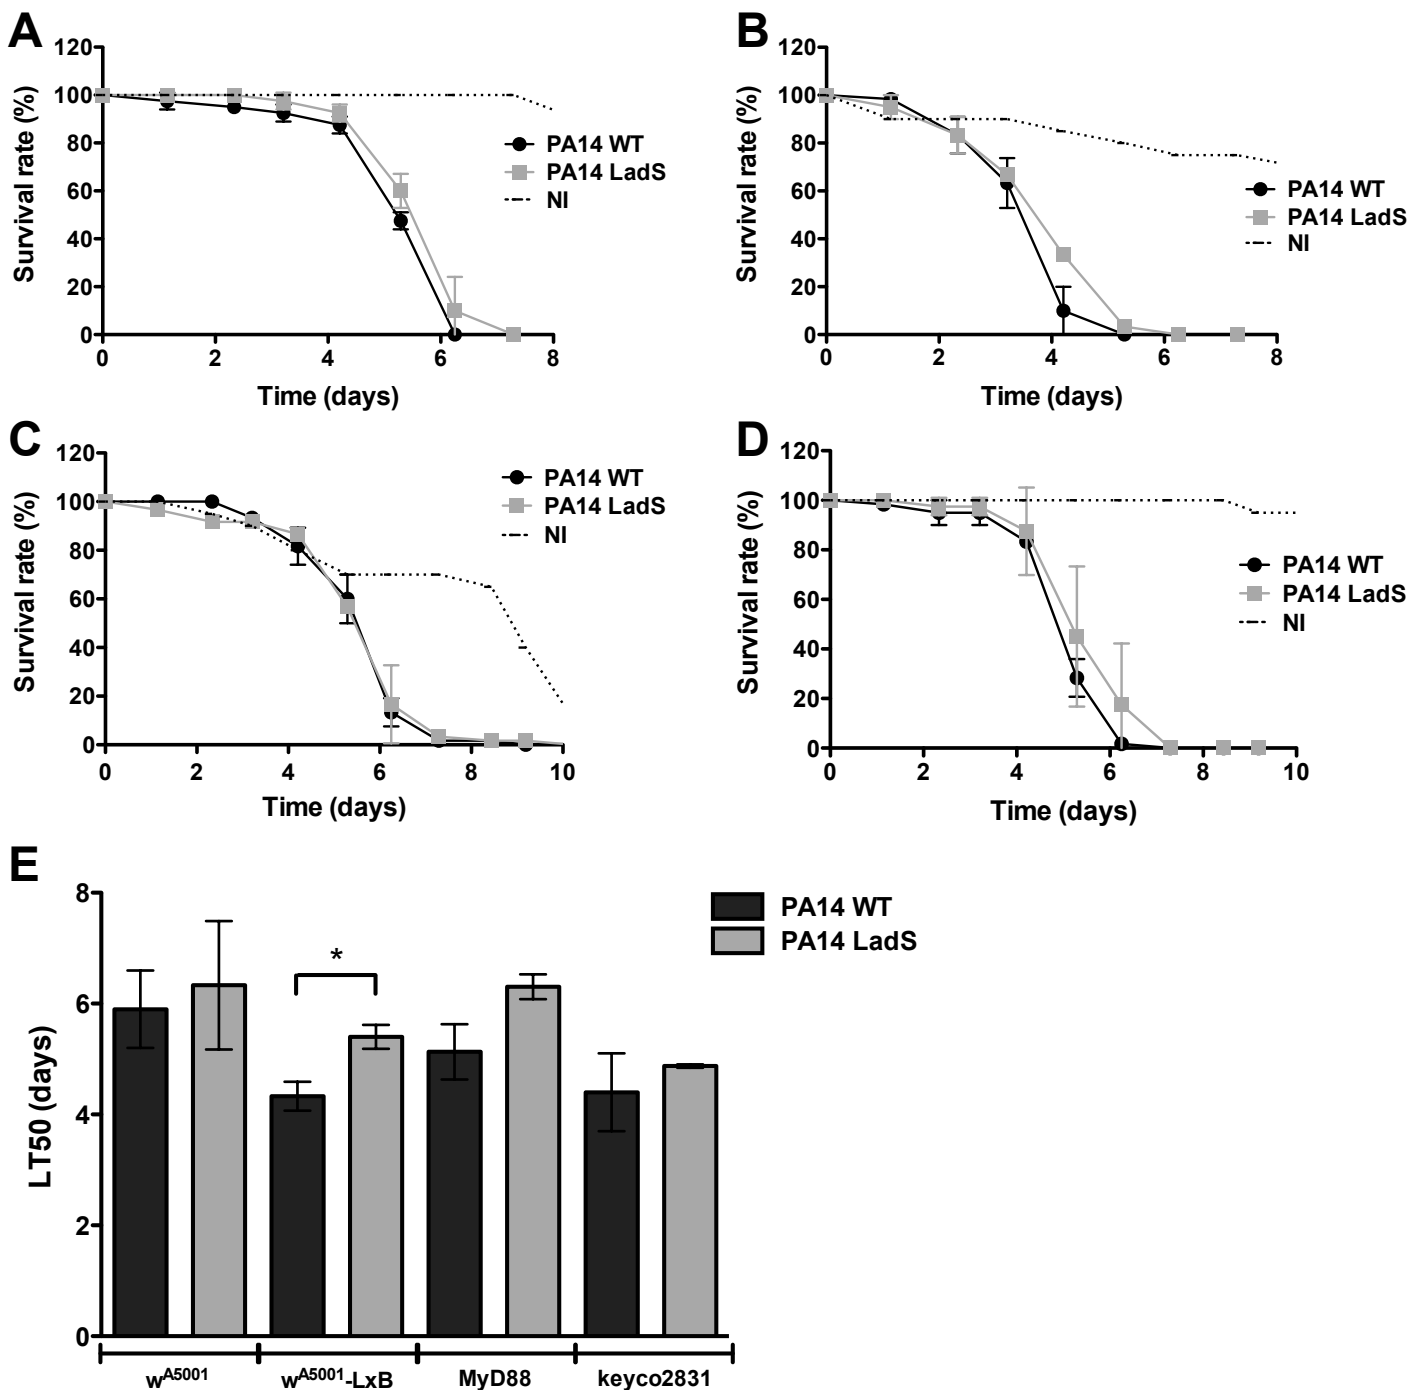 A
120
100
80
60
40
20
0
Survival rate (%)
0 2 4 6 8
Time (days)
PA14 WT
PA14 LadS
NI
B
120
100
80
60
40
20
0
Survival rate (%)
0 2 4 6 8
Time (days)
PA14 WT
PA14 LadS
NI
C
120
100
80
60
40
20
0
Survival rate (%)
0 2 4 6 8 10
Time (days)
PA14 WT
PA14 LadS
NI
D
120
100
80
60
40
20
0
Survival rate (%)
0 2 4 6 8 10
Time (days)
PA14 WT
PA14 LadS
NI
E
8
6
4
2
0
LT50 (days)
*
PA14 WT
PA14 LadS
w^A5001 w^A5001-LxB MyD88 keyco2831